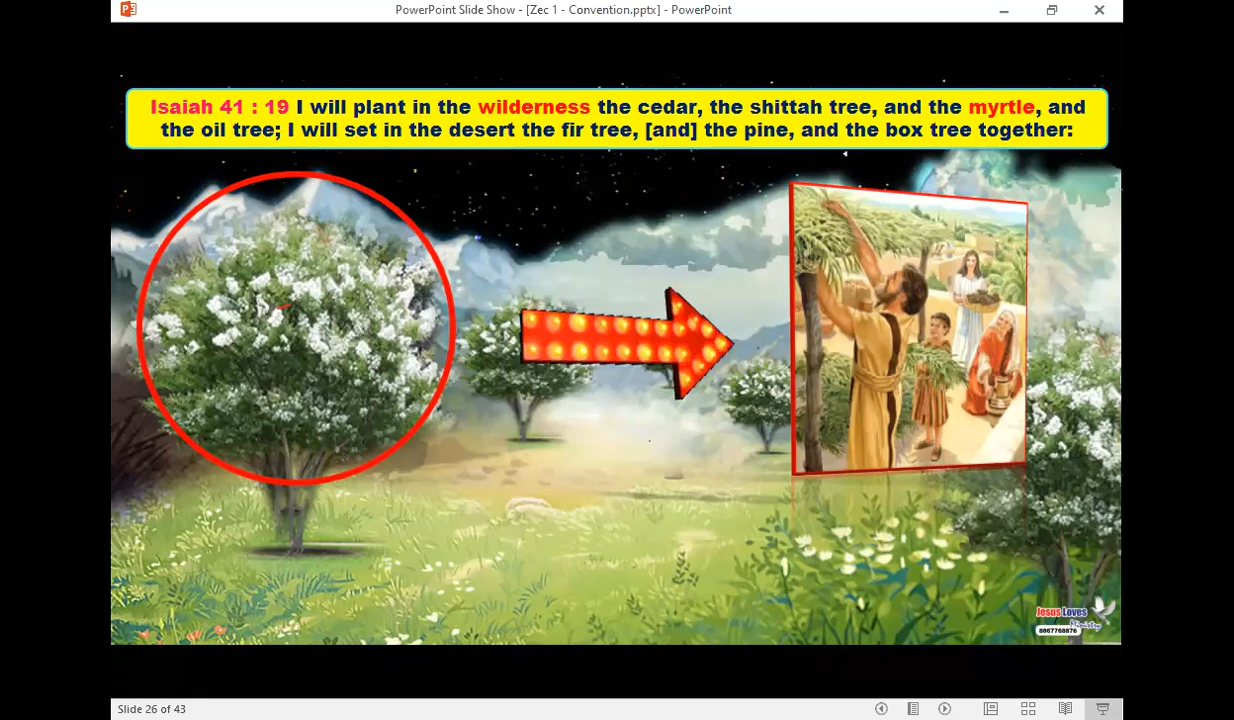 PowerPoint Slide Show - [Zec 1 - Convention.pptx] - PowerPoint
Isaiah 41 : 19 I will plant in the wilderness the cedar, the shittah tree, and the myrtle, and
the oil tree; I will set in the desert the fir tree, [and] the pine, and the box tree together:
Jesus Loves
Ministry
8867768876
Slide 26 of 43